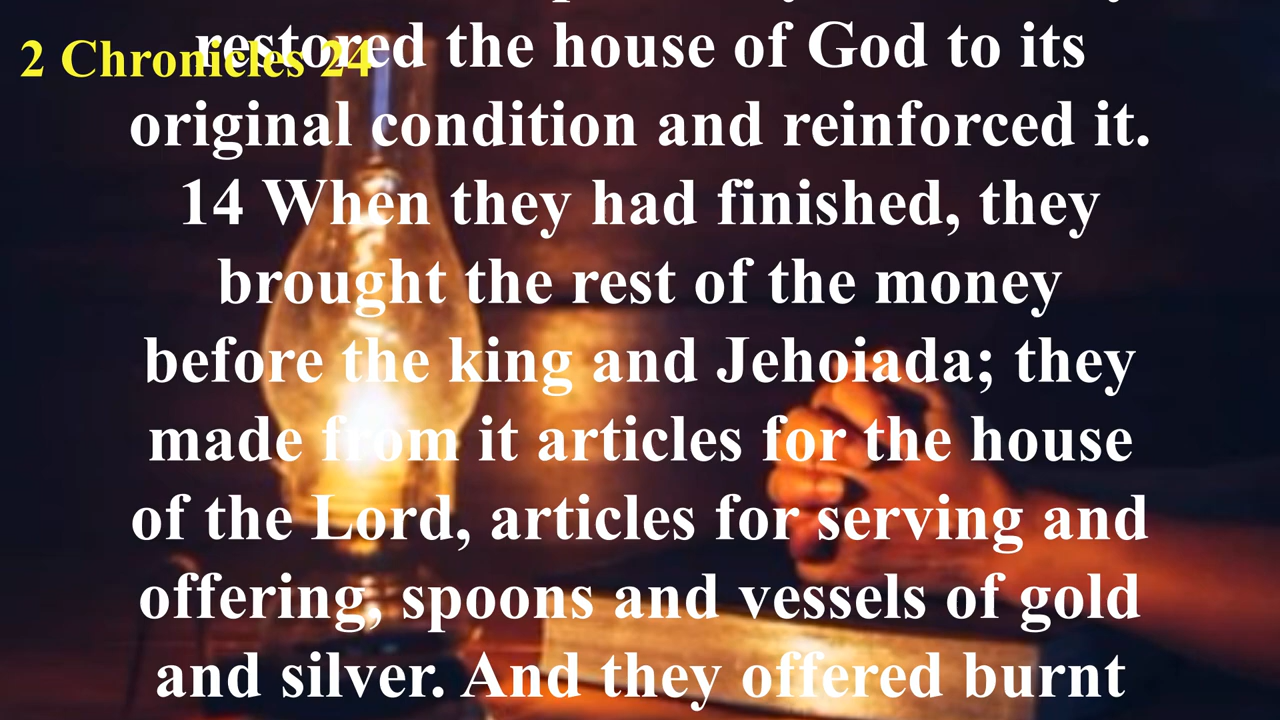 2 Chronicles 24
restored the house of God to its
original condition and reinforced it.
14 When they had finished, they
brought the rest of the money
before the king and Jehoiada; they
made from it articles for the house
of the Lord, articles for serving and
offering, spoons and vessels of gold
and silver. And they offered burnt